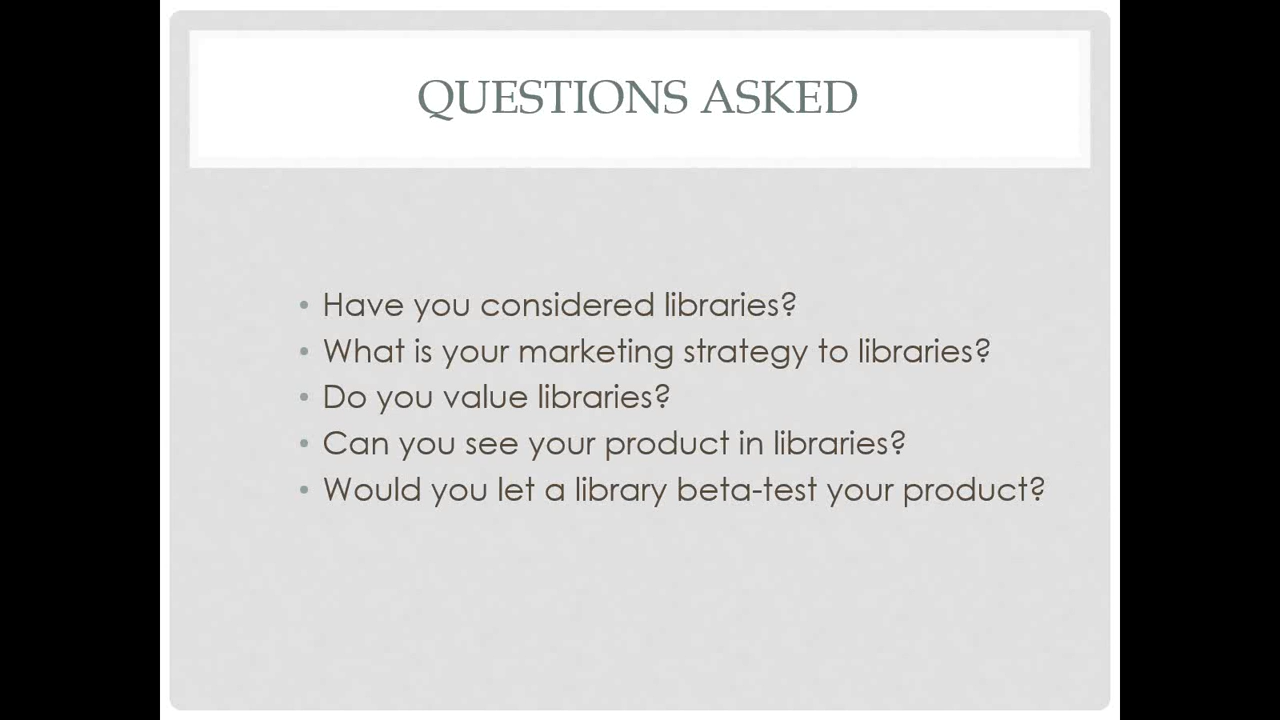 QUESTIONS ASKED
• Have you considered libraries?
• What is your marketing strategy to libraries?
• Do you value libraries?
• Can you see your product in libraries?
• Would you let a library beta-test your product?